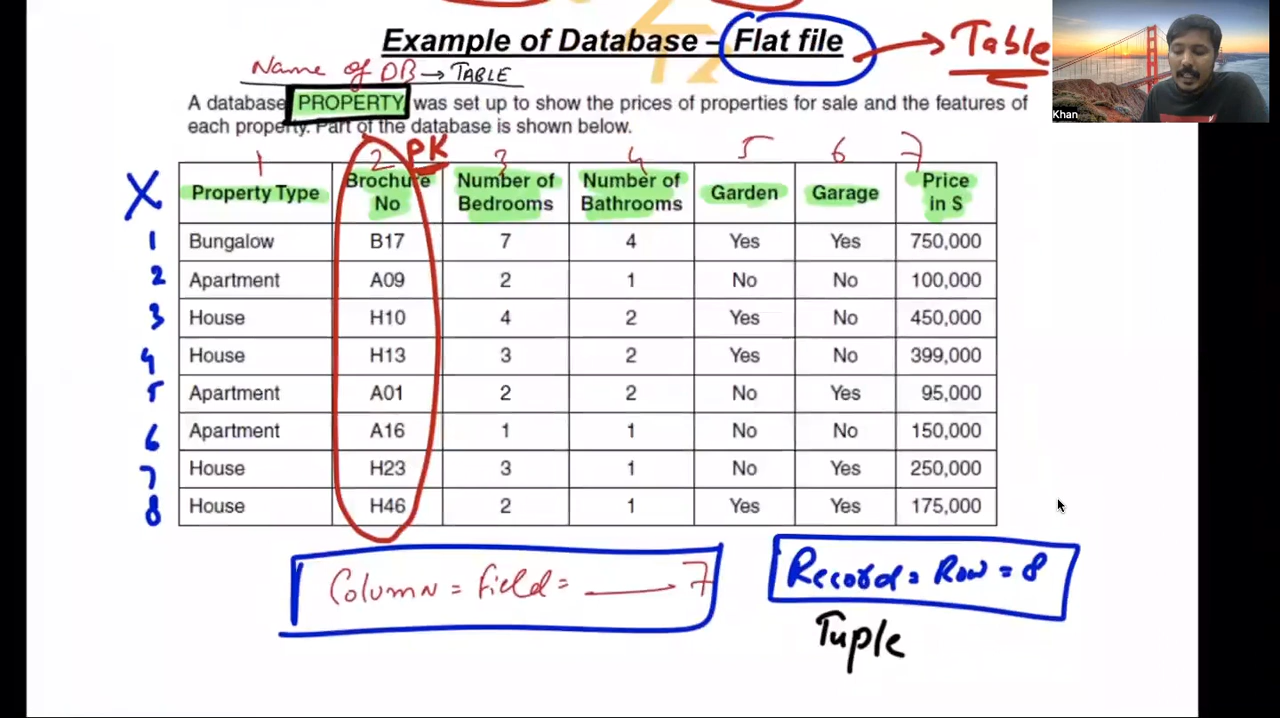 Example of Database – Flat file → Table
Name of DB → TABLE
A database PROPERTY was set up to show the prices of properties for sale and the features of
each property. Part of the database is shown below.
Khan
1 2 PK 3 4 5 6 7
X Property Type Brochure No Number of Bedrooms Number of Bathrooms Garden Garage Price in $
1 Bungalow B17 7 4 Yes Yes 750,000
2 Apartment A09 2 1 No No 100,000
3 House H10 4 2 Yes No 450,000
4 House H13 3 2 Yes No 399,000
5 Apartment A01 2 2 No Yes 95,000
6 Apartment A16 1 1 No No 150,000
7 House H23 3 1 No Yes 250,000
8 House H46 2 1 Yes Yes 175,000
Column = Field = ——— 7
Record = Row = 8
Tuple